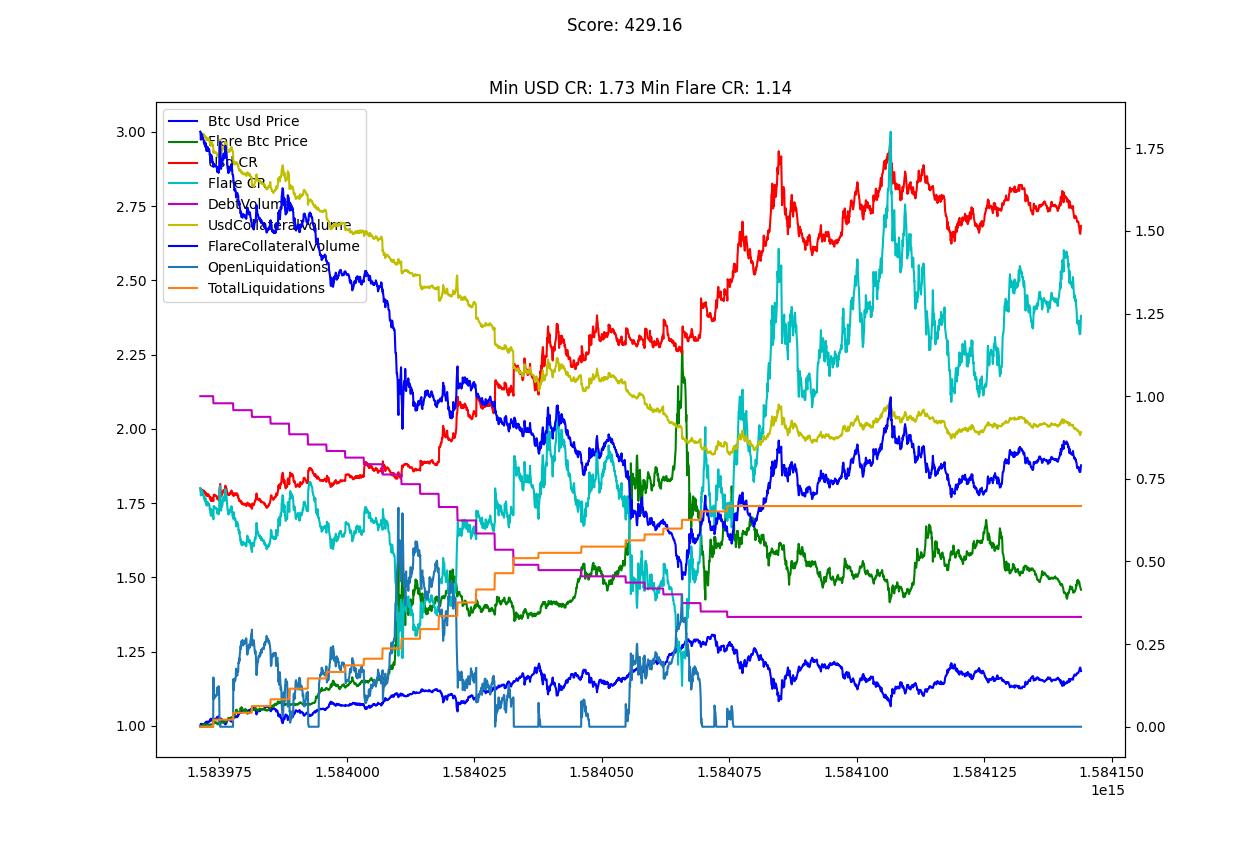 Score: 429.16
Min USD CR: 1.73 Min Flare CR: 1.14
Btc Usd Price
Flare Btc Price
Usd CR
Flare CR
DebtVolume
UsdCollateralVolume
FlareCollateralVolume
OpenLiquidations
TotalLiquidations
3.00
2.75
2.50
2.25
2.00
1.75
1.50
1.25
1.00
1.75
1.50
1.25
1.00
0.75
0.50
0.25
0.00
1.583975 1.584000 1.584025 1.584050 1.584075 1.584100 1.584125 1.584150
1e15